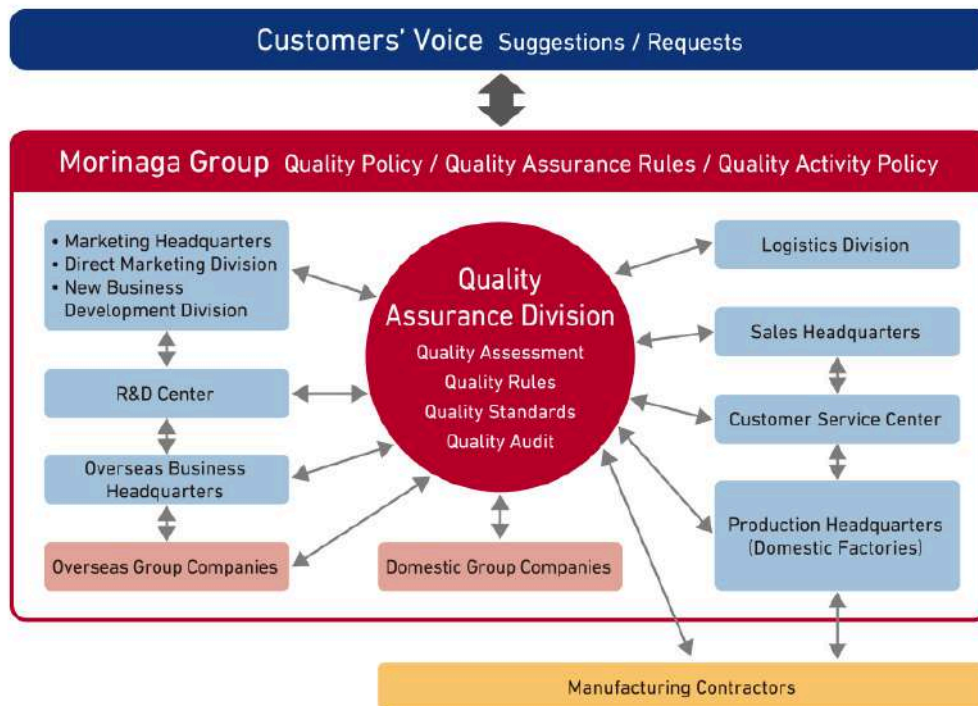 Customers' Voice Suggestions / Requests
Morinaga Group Quality Policy / Quality Assurance Rules / Quality Activity Policy
• Marketing Headquarters
• Direct Marketing Division
• New Business
Development Division
R&D Center
Overseas Business
Headquarters
Overseas Group Companies
Quality
Assurance Division
Quality Assessment
Quality Rules
Quality Standards
Quality Audit
Domestic Group Companies
Logistics Division
Sales Headquarters
Customer Service Center
Production Headquarters
(Domestic Factories)
Manufacturing Contractors